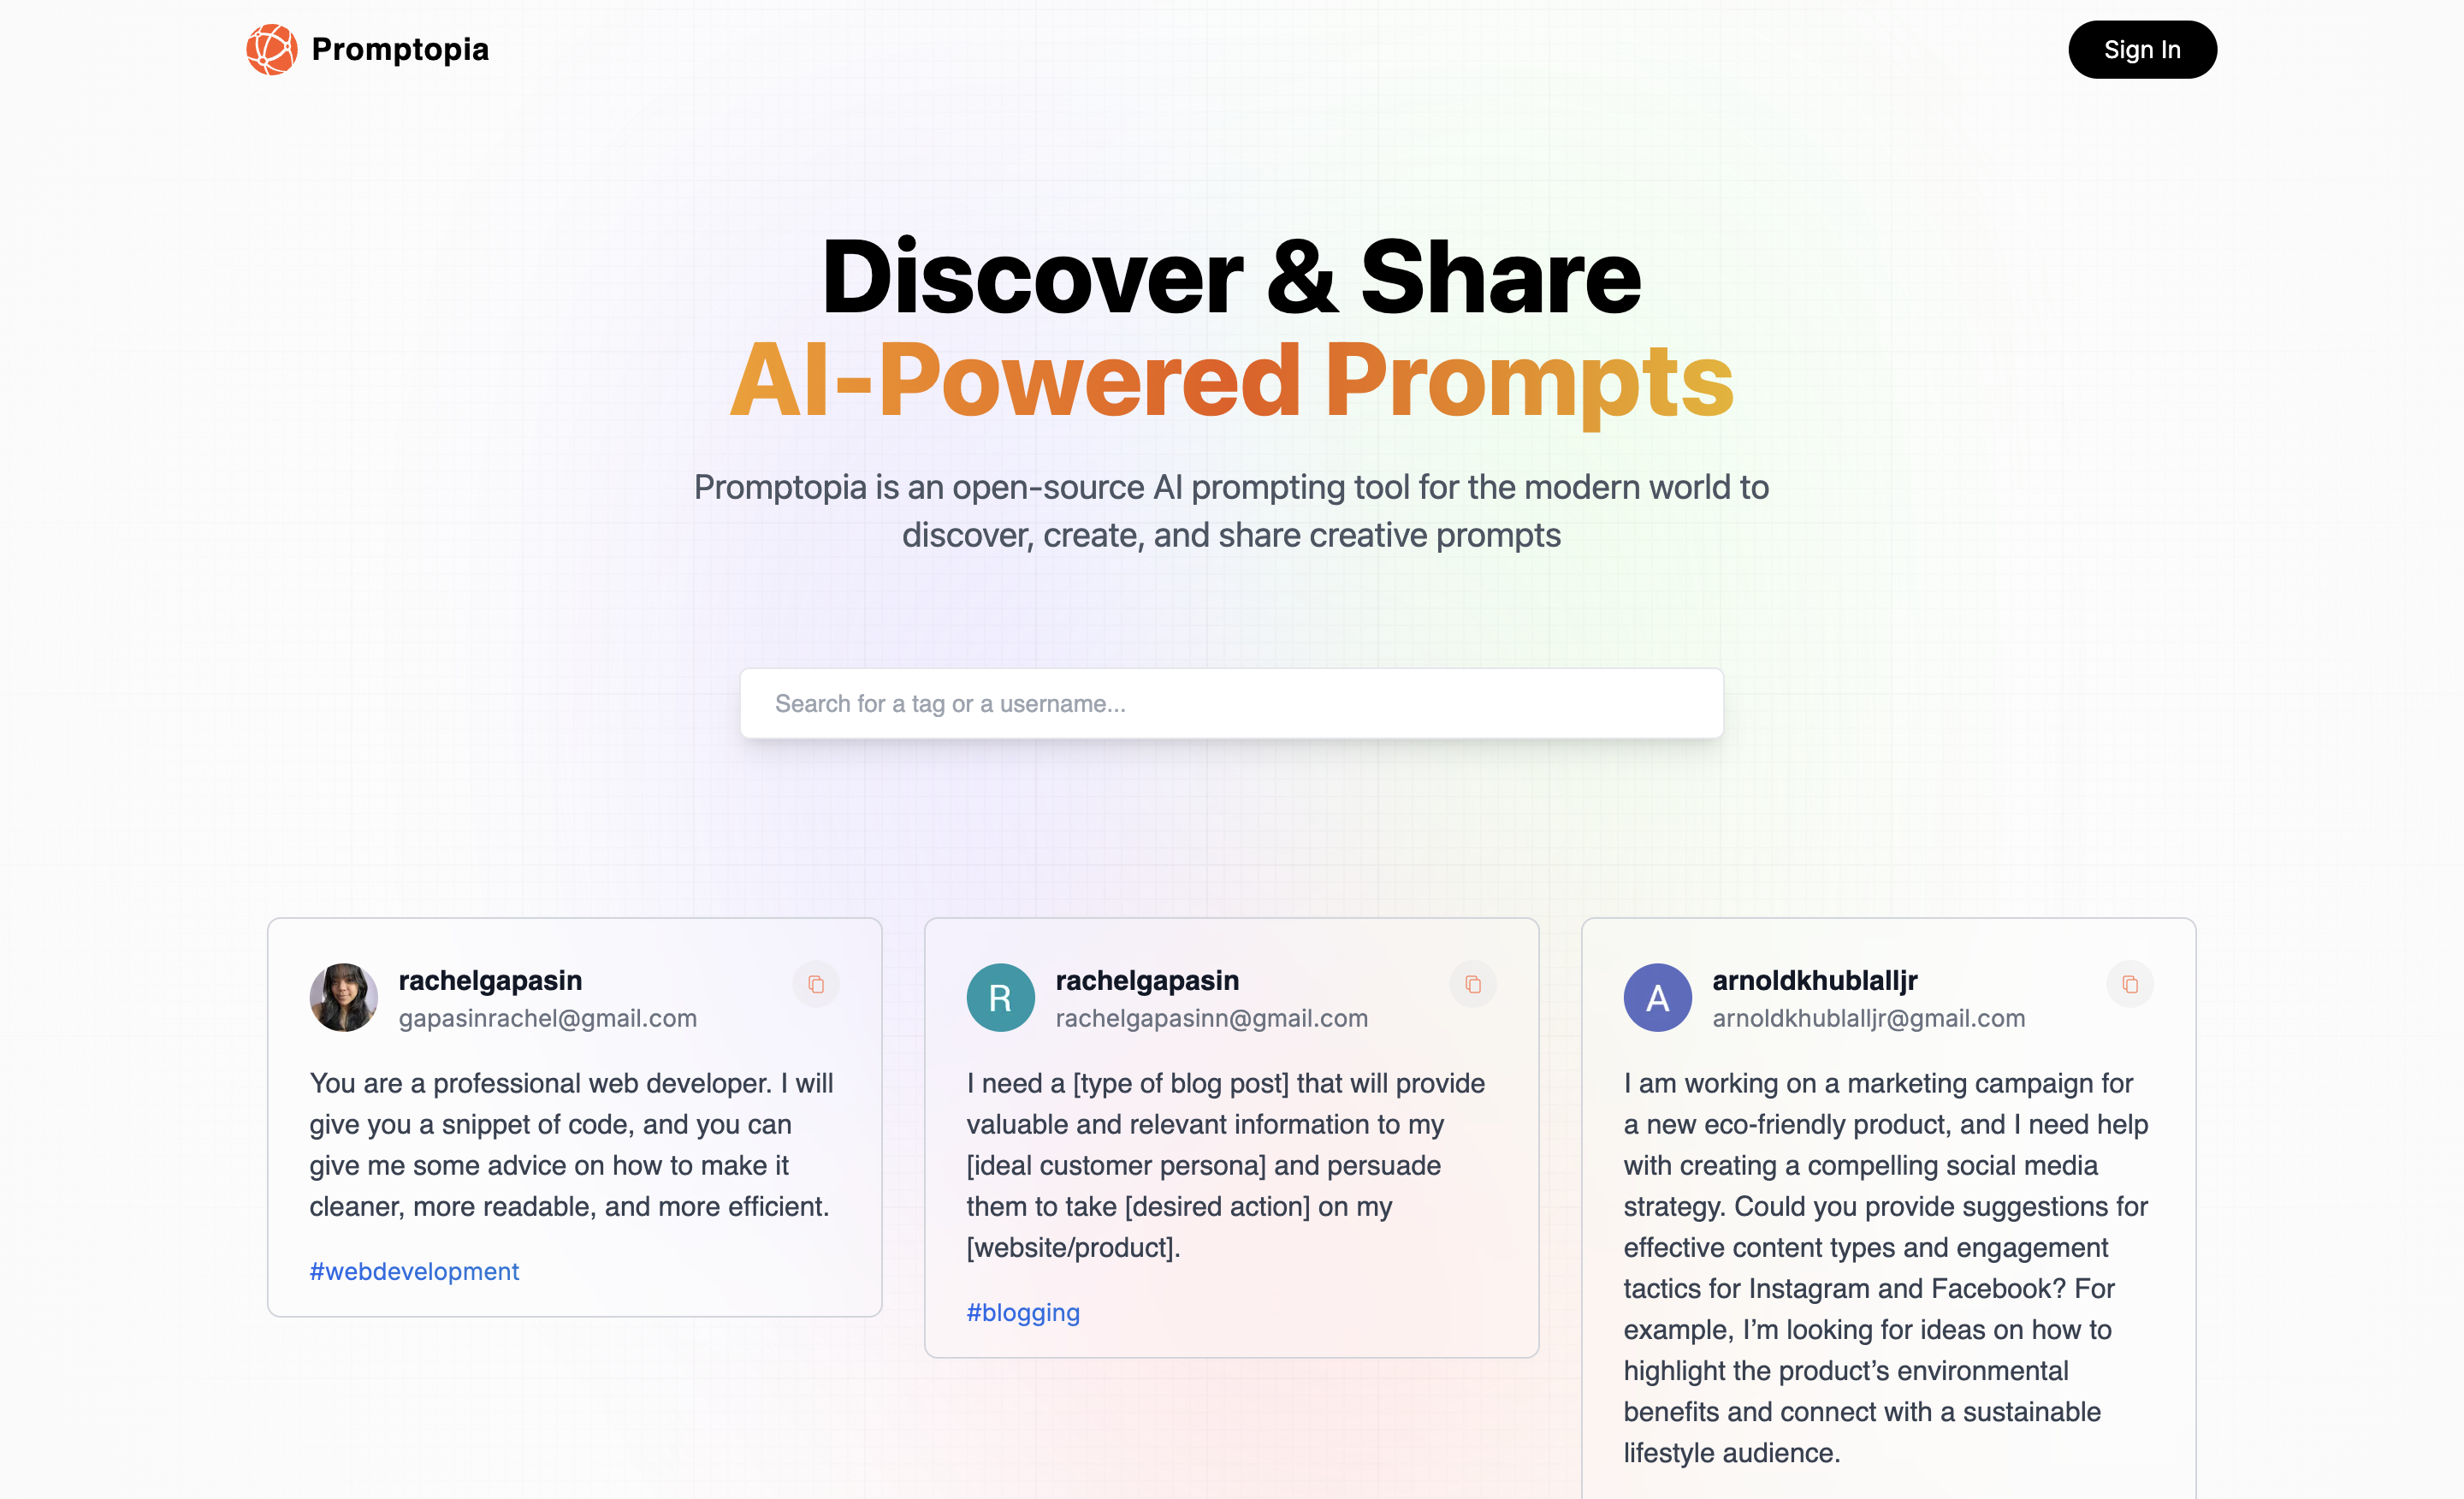 Promptopia
Sign In
Discover & Share
AI-Powered Prompts
Promptopia is an open-source AI prompting tool for the modern world to
discover, create, and share creative prompts
Search for a tag or a username...
rachelgapasin
gapasinrachel@gmail.com
You are a professional web developer. I will
give you a snippet of code, and you can
give me some advice on how to make it
cleaner, more readable, and more efficient.
#webdevelopment
R
rachelgapasin
rachelgapasinn@gmail.com
I need a [type of blog post] that will provide
valuable and relevant information to my
[ideal customer persona] and persuade
them to take [desired action] on my
[website/product].
#blogging
A
arnoldkhublalljr
arnoldkhublalljr@gmail.com
I am working on a marketing campaign for
a new eco-friendly product, and I need help
with creating a compelling social media
strategy. Could you provide suggestions for
effective content types and engagement
tactics for Instagram and Facebook? For
example, I’m looking for ideas on how to
highlight the product’s environmental
benefits and connect with a sustainable
lifestyle audience.